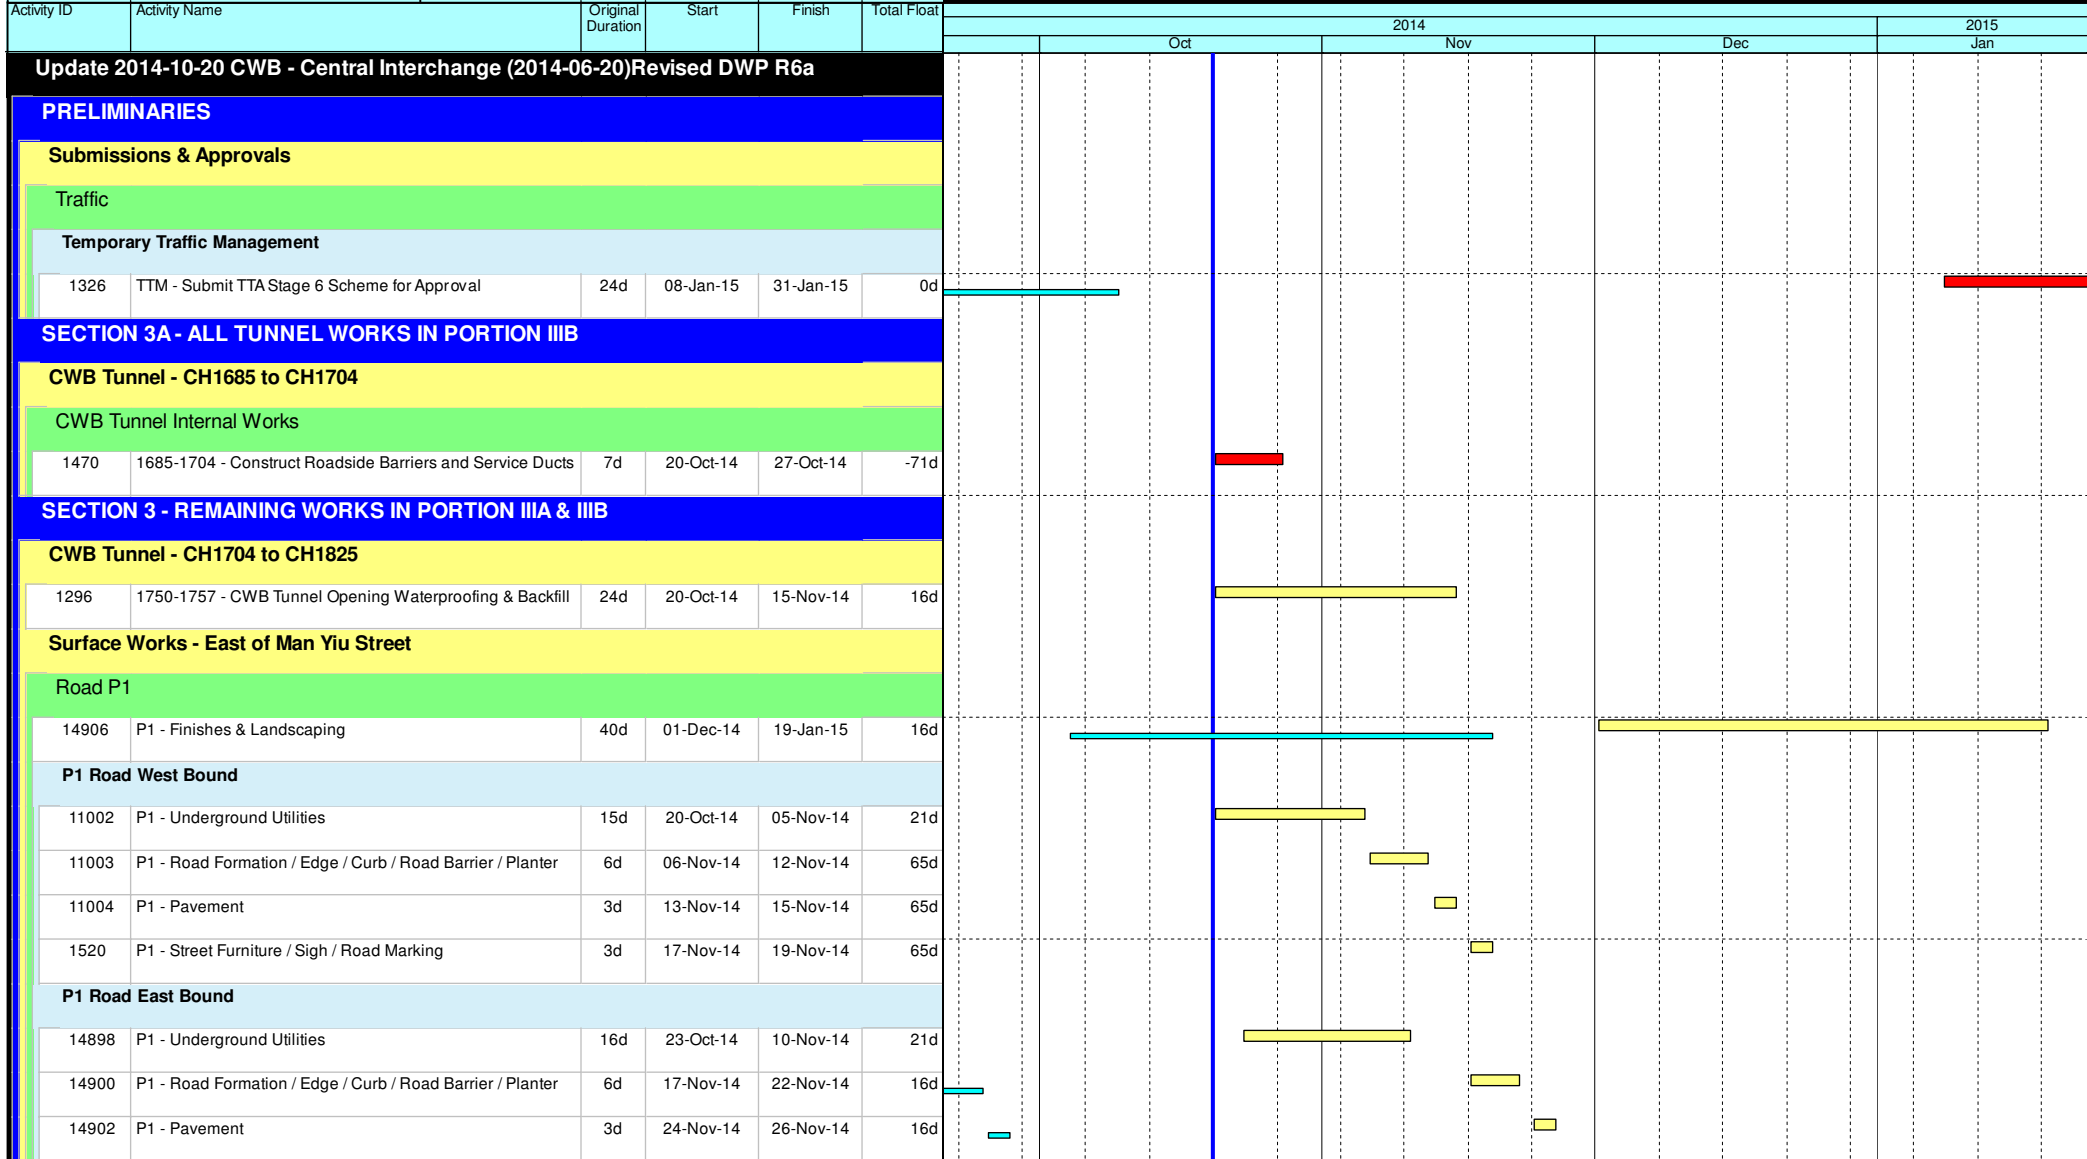 Activity ID Activity Name Original Duration Start Finish Total Float
2014 2015
Oct Nov Dec Jan
Update 2014-10-20 CWB - Central Interchange (2014-06-20)Revised DWP R6a
PRELIMINARIES
Submissions & Approvals
Traffic
Temporary Traffic Management
1326 TTM - Submit TTA Stage 6 Scheme for Approval 24d 08-Jan-15 31-Jan-15 0d
SECTION 3A - ALL TUNNEL WORKS IN PORTION IIIB
CWB Tunnel - CH1685 to CH1704
CWB Tunnel Internal Works
1470 1685-1704 - Construct Roadside Barriers and Service Ducts 7d 20-Oct-14 27-Oct-14 -71d
SECTION 3 - REMAINING WORKS IN PORTION IIIA & IIIB
CWB Tunnel - CH1704 to CH1825
1296 1750-1757 - CWB Tunnel Opening Waterproofing & Backfill 24d 20-Oct-14 15-Nov-14 16d
Surface Works - East of Man Yiu Street
Road P1
14906 P1 - Finishes & Landscaping 40d 01-Dec-14 19-Jan-15 16d
P1 Road West Bound
11002 P1 - Underground Utilities 15d 20-Oct-14 05-Nov-14 21d
11003 P1 - Road Formation / Edge / Curb / Road Barrier / Planter 6d 06-Nov-14 12-Nov-14 65d
11004 P1 - Pavement 3d 13-Nov-14 15-Nov-14 65d
1520 P1 - Street Furniture / Sigh / Road Marking 3d 17-Nov-14 19-Nov-14 65d
P1 Road East Bound
14898 P1 - Underground Utilities 16d 23-Oct-14 10-Nov-14 21d
14900 P1 - Road Formation / Edge / Curb / Road Barrier / Planter 6d 17-Nov-14 22-Nov-14 16d
14902 P1 - Pavement 3d 24-Nov-14 26-Nov-14 16d